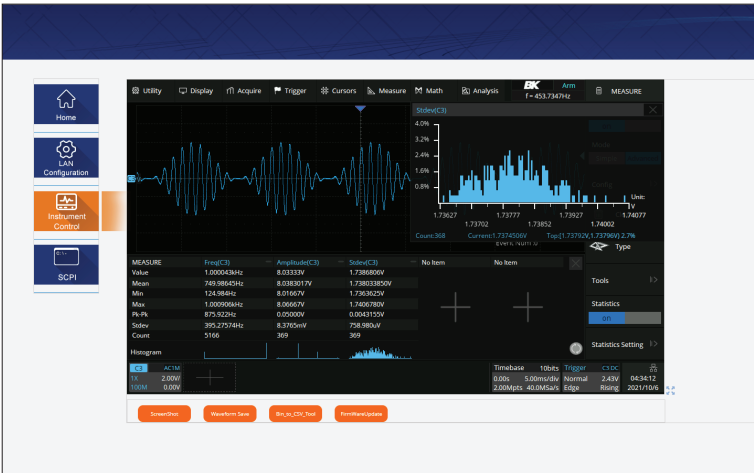 Utility Display Acquire Trigger Cursors Measure Math Analysis BK Arm MEASURE
f = 453.7347Hz
Home
LAN
Configuration
Instrument
Control
C:\>
SCPI
Stdev(C3)
4.0%
3.2%
2.4%
1.6%
0.8%
Unit:
V
1.73627 1.73777 1.73927 1.74077
1.73702 1.73852 1.74002
Count:368 Current:1.7374506V Top:[1.73792V,1.73796V) 2.7%
Event Num 0
Type
Tools
Statistics
on
Statistics Setting
MEASURE Freq(C3) Amplitude(C3) Stdev(C3) No Item No Item
Value 1.000043kHz 8.03333V 1.7386806V
Mean 749.98645Hz 8.0383017V 1.738033850V
Min 124.984Hz 8.01667V 1.7363625V
Max 1.000906kHz 8.06667V 1.7406780V
Pk-Pk 875.922Hz 0.05000V 0.0043155V
Stdev 395.27574Hz 8.3765mV 758.980uV
Count 5166 369 369
Histogram
C3 AC1M
1X 2.00V/
100M 0.00V
Timebase 10bits Trigger C3 DC
0.00s 5.00ms/div Normal 2.43V 04:34:12
2.00Mpts 40.0MSa/s Edge Rising 2021/10/6
ScreenShot Waveform Save Bin_to_CSV_Tool FirmWareUpdate